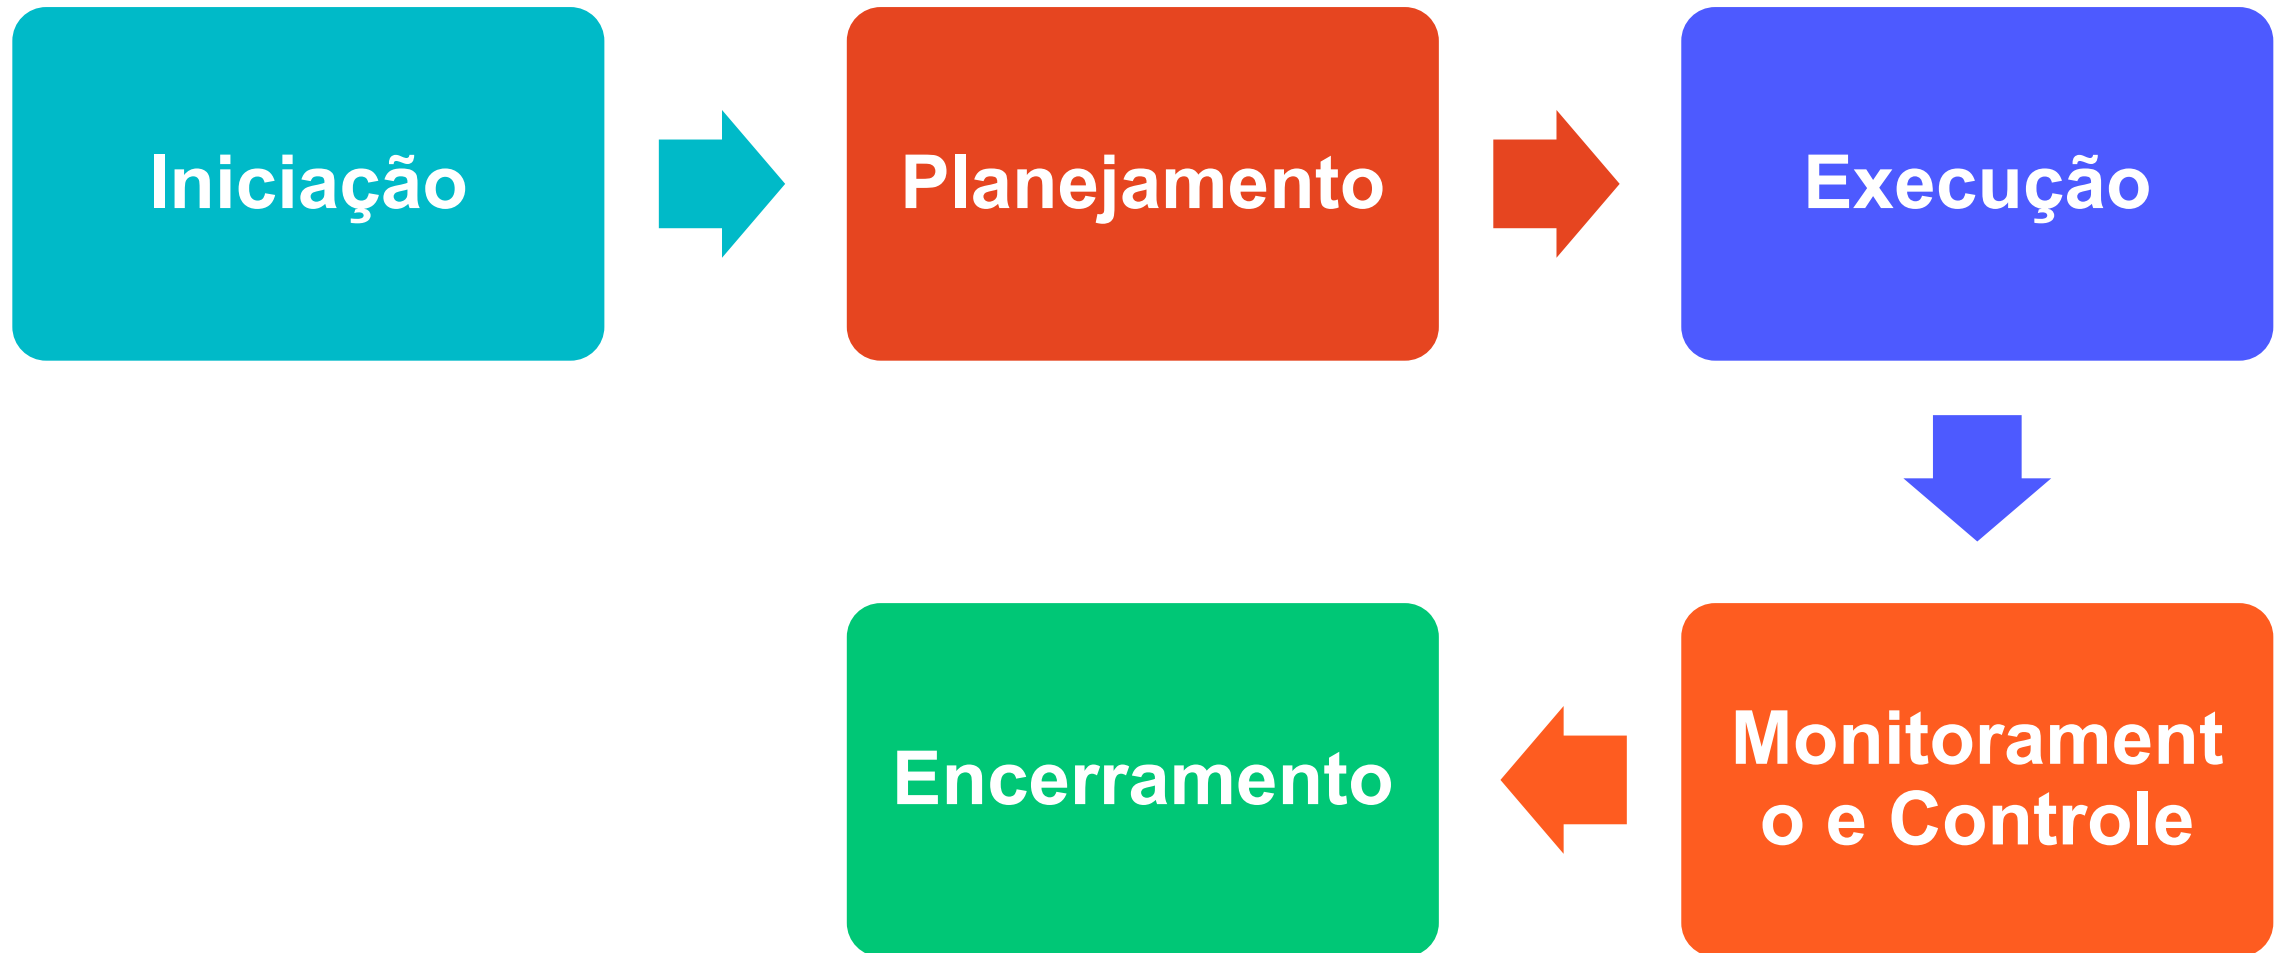 Iniciação
Planejamento
Execução
Monitorament
o e Controle
Encerramento